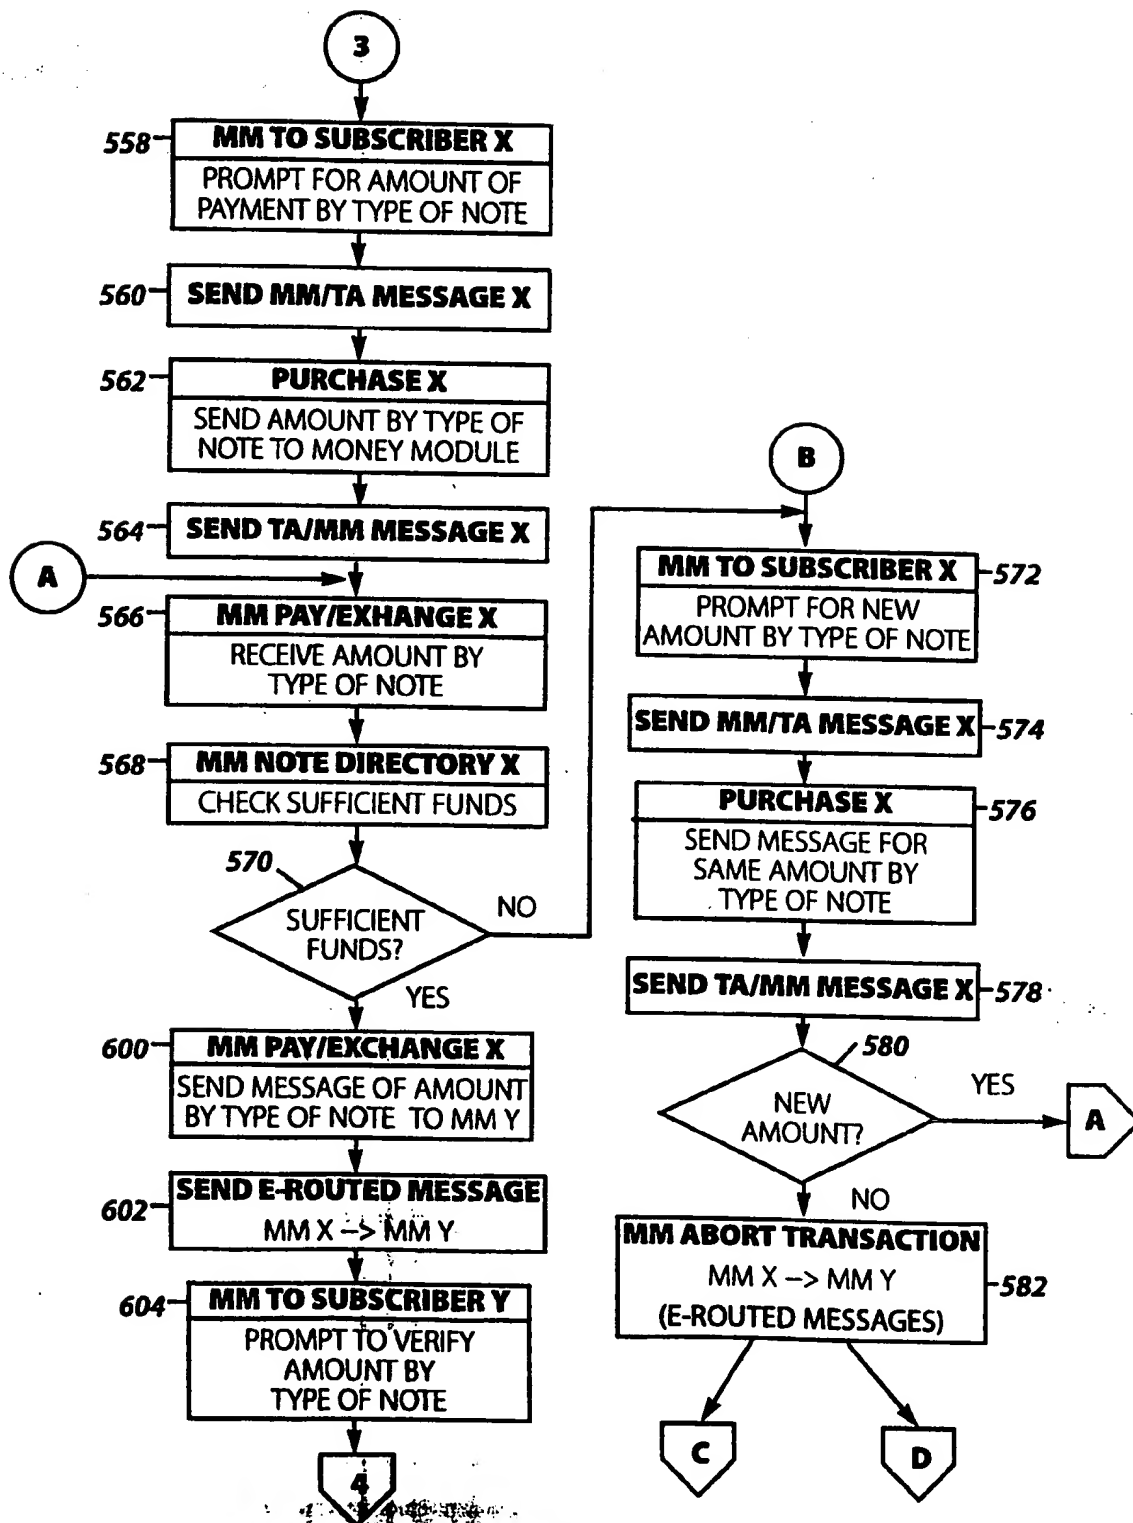 3
558
MM TO SUBSCRIBER X
PROMPT FOR AMOUNT OF
PAYMENT BY TYPE OF NOTE
560
SEND MM/TA MESSAGE X
562
PURCHASE X
SEND AMOUNT BY TYPE OF
NOTE TO MONEY MODULE
564
SEND TA/MM MESSAGE X
A
566
MM PAY/EXHANGE X
RECEIVE AMOUNT BY
TYPE OF NOTE
568
MM NOTE DIRECTORY X
CHECK SUFFICIENT FUNDS
570
SUFFICIENT
FUNDS?
NO
YES
600
MM PAY/EXCHANGE X
SEND MESSAGE OF AMOUNT
BY TYPE OF NOTE TO MM Y
602
SEND E-ROUTED MESSAGE
MM X --> MM Y
604
MM TO SUBSCRIBER Y
PROMPT TO VERIFY
AMOUNT BY
TYPE OF NOTE
4
B
MM TO SUBSCRIBER X
572
PROMPT FOR NEW
AMOUNT BY TYPE OF NOTE
SEND MM/TA MESSAGE X
574
PURCHASE X
576
SEND MESSAGE FOR
SAME AMOUNT BY
TYPE OF NOTE
SEND TA/MM MESSAGE X
578
580
NEW
AMOUNT?
YES
A
NO
MM ABORT TRANSACTION
MM X --> MM Y
582
(E-ROUTED MESSAGES)
C
D